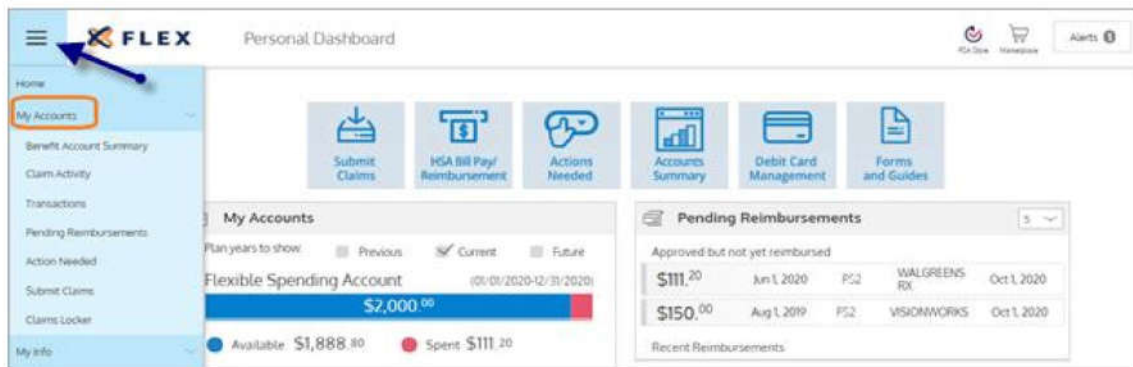 FLEX
Personal Dashboard
FSA Store
Marketplace
Alerts 0
Home
My Accounts
Benefit Account Summary
Claim Activity
Transactions
Pending Reimbursements
Action Needed
Submit Claims
Claims Locker
My Info
Submit
Claims
HSA Bill Pay/
Reimbursement
Actions
Needed
Accounts
Summary
Debit Card
Management
Forms
and Guides
My Accounts
Plan years to show:
Previous
Current
Future
Flexible Spending Account
(01/01/2020-12/31/2020)
$2,000.00
Available $1,888.80
Spent $111.20
Pending Reimbursements
5
Approved but not yet reimbursed
$111.20 Jun 1, 2020 PS2 WALGREENS RX Oct 1, 2020
$150.00 Aug 1, 2019 PS2 VISIONWORKS Oct 1, 2020
Recent Reimbursements